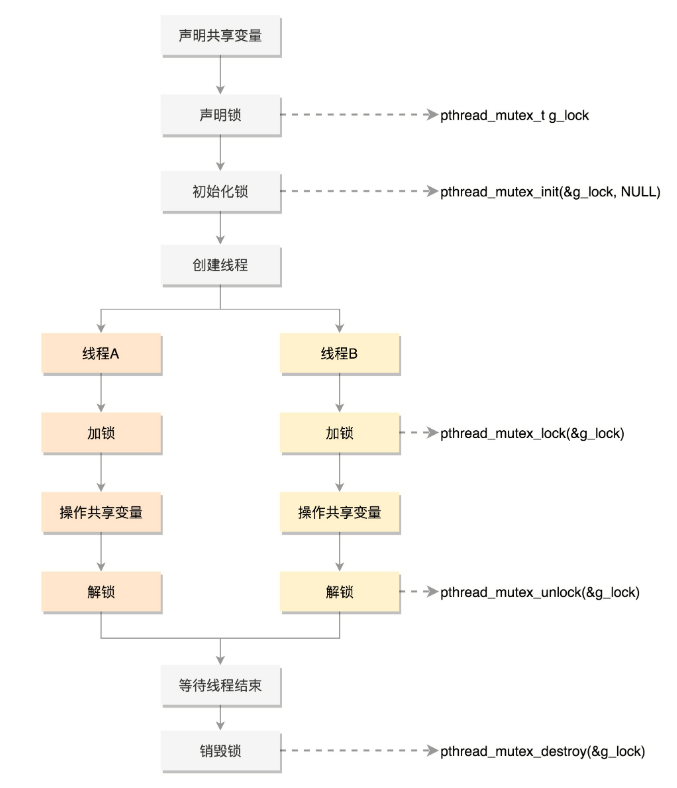 声明共享变量
声明锁
pthread_mutex_t g_lock
初始化锁
pthread_mutex_init(&g_lock, NULL)
创建线程
线程A
线程B
加锁
加锁
pthread_mutex_lock(&g_lock)
操作共享变量
操作共享变量
解锁
解锁
pthread_mutex_unlock(&g_lock)
等待线程结束
销毁锁
pthread_mutex_destroy(&g_lock)